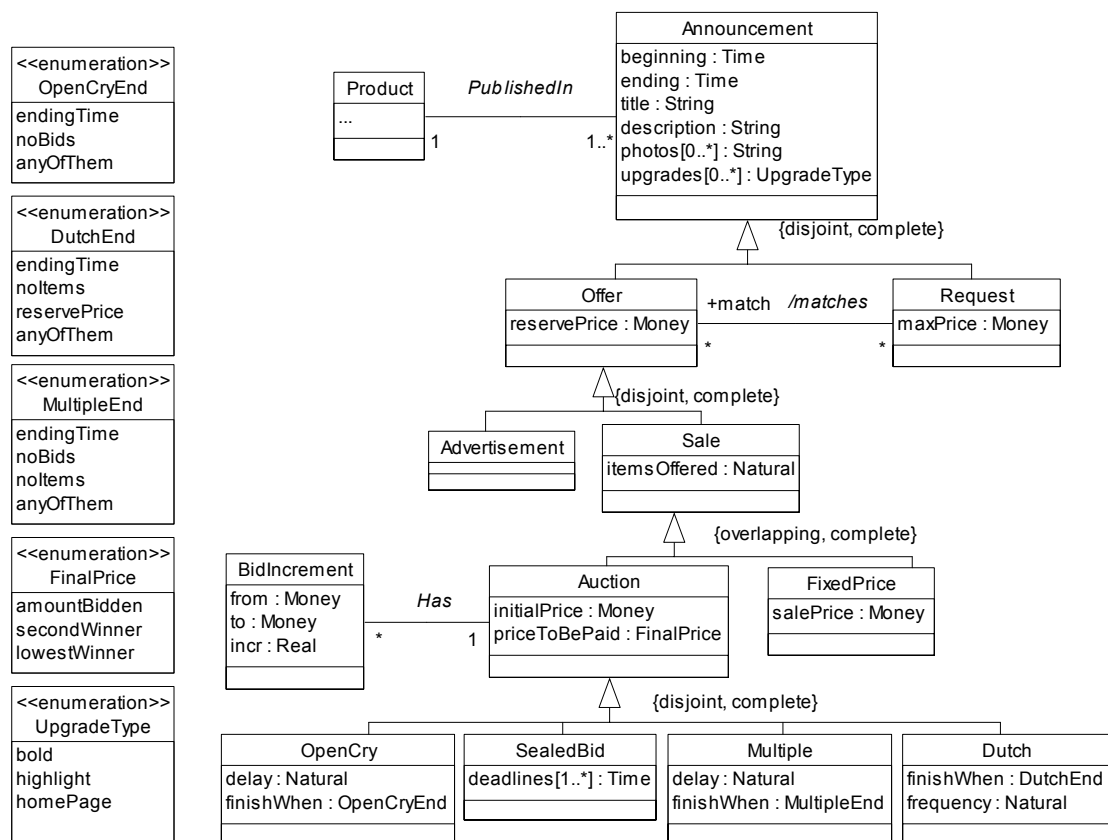 <<enumeration>>
OpenCryEnd
endingTime
noBids
anyOfThem
<<enumeration>>
DutchEnd
endingTime
noItems
reservePrice
anyOfThem
<<enumeration>>
MultipleEnd
endingTime
noBids
noItems
anyOfThem
<<enumeration>>
FinalPrice
amountBidden
secondWinner
lowestWinner
<<enumeration>>
UpgradeType
bold
highlight
homePage
Product
...
PublishedIn
1
1..*
Announcement
beginning : Time
ending : Time
title : String
description : String
photos[0..*] : String
upgrades[0..*] : UpgradeType
{disjoint, complete}
Offer
reservePrice : Money
+match
/matches
*
*
Request
maxPrice : Money
{disjoint, complete}
Advertisement
Sale
itemsOffered : Natural
{overlapping, complete}
BidIncrement
from : Money
to : Money
incr : Real
Has
*
1
Auction
initialPrice : Money
priceToBePaid : FinalPrice
FixedPrice
salePrice : Money
{disjoint, complete}
OpenCry
delay : Natural
finishWhen : OpenCryEnd
SealedBid
deadlines[1..*] : Time
Multiple
delay : Natural
finishWhen : MultipleEnd
Dutch
finishWhen : DutchEnd
frequency : Natural